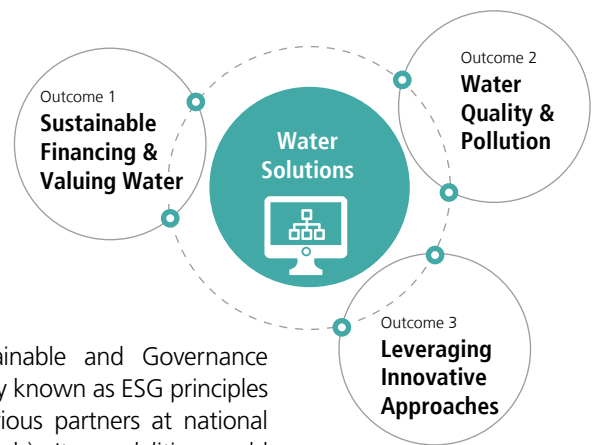 Outcome 1
Sustainable
Financing &
Valuing Water
Water
Solutions
Outcome 2
Water
Quality &
Pollution
Outcome 3
Leveraging
Innovative
Approaches
ainable and Governance
y known as ESG principles
ious partners at national